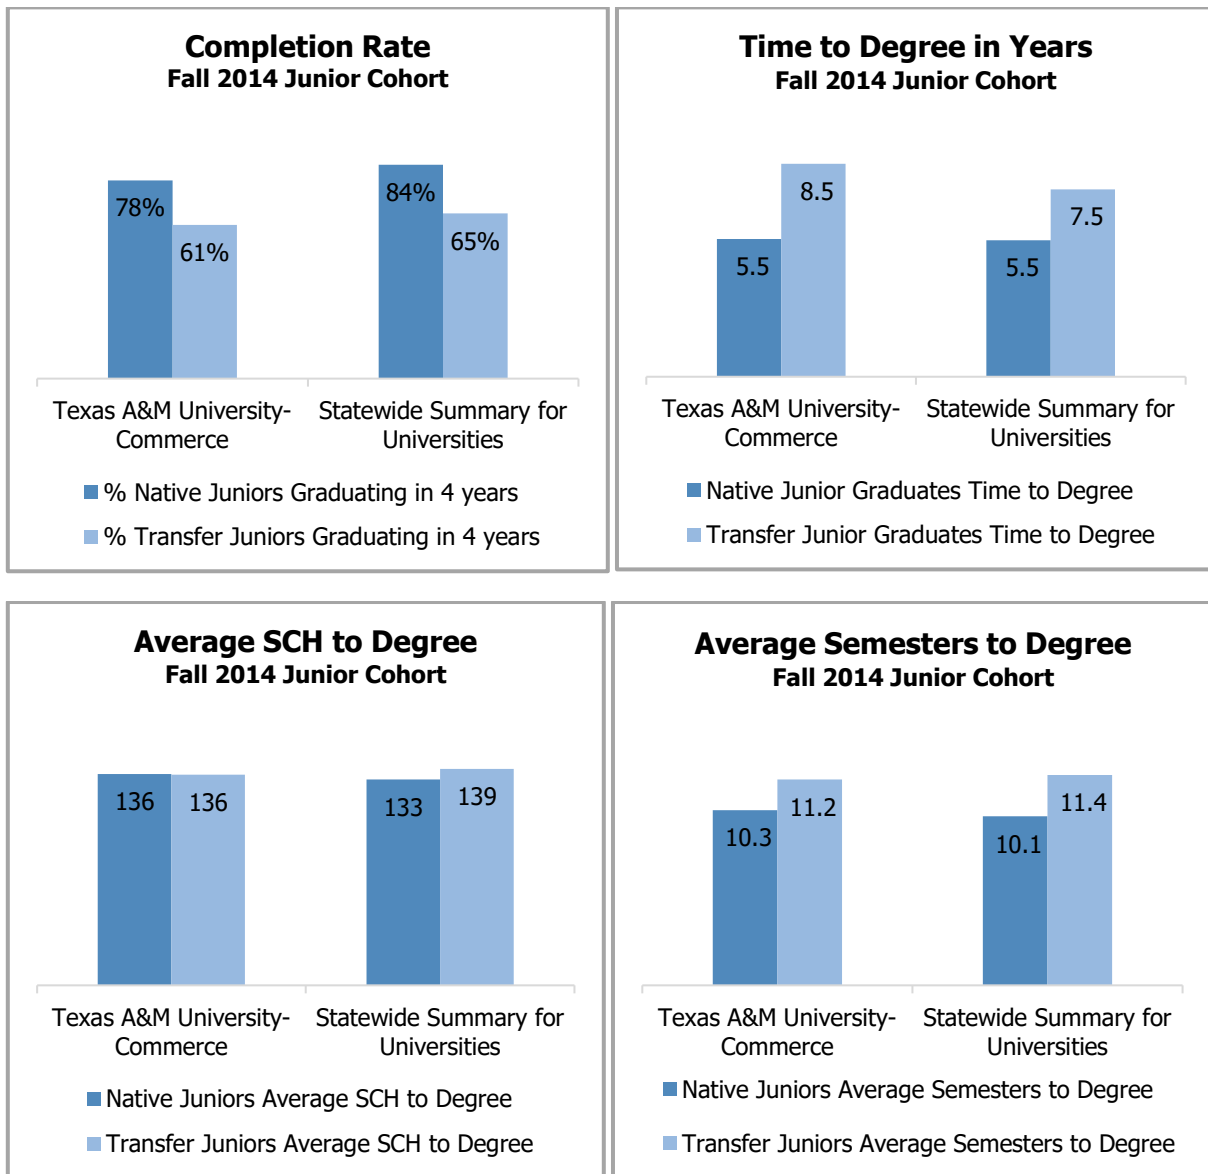 Completion Rate
Fall 2014 Junior Cohort
78%
61%
84%
65%
Texas A&M University-
Commerce
Statewide Summary for
Universities
% Native Juniors Graduating in 4 years
% Transfer Juniors Graduating in 4 years
Time to Degree in Years
Fall 2014 Junior Cohort
5.5
8.5
5.5
7.5
Texas A&M University-
Commerce
Statewide Summary for
Universities
Native Junior Graduates Time to Degree
Transfer Junior Graduates Time to Degree
Average SCH to Degree
Fall 2014 Junior Cohort
136
136
133
139
Texas A&M University-
Commerce
Statewide Summary for
Universities
Native Juniors Average SCH to Degree
Transfer Juniors Average SCH to Degree
Average Semesters to Degree
Fall 2014 Junior Cohort
10.3
11.2
10.1
11.4
Texas A&M University-
Commerce
Statewide Summary for
Universities
Native Juniors Average Semesters to Degree
Transfer Juniors Average Semesters to Degree